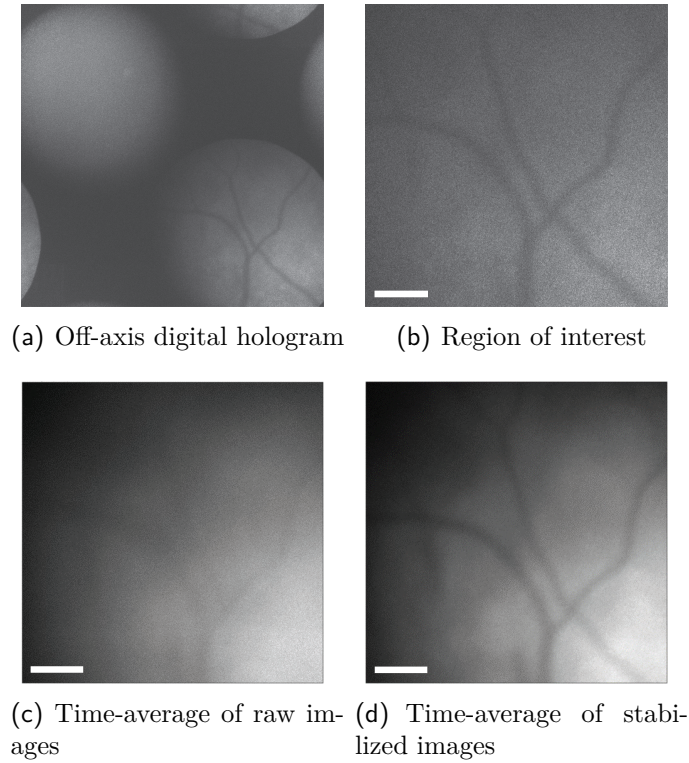 (a) Off-axis digital hologram
(b) Region of interest
(c) Time-average of raw im-
ages
(d) Time-average of stabi-
lized images